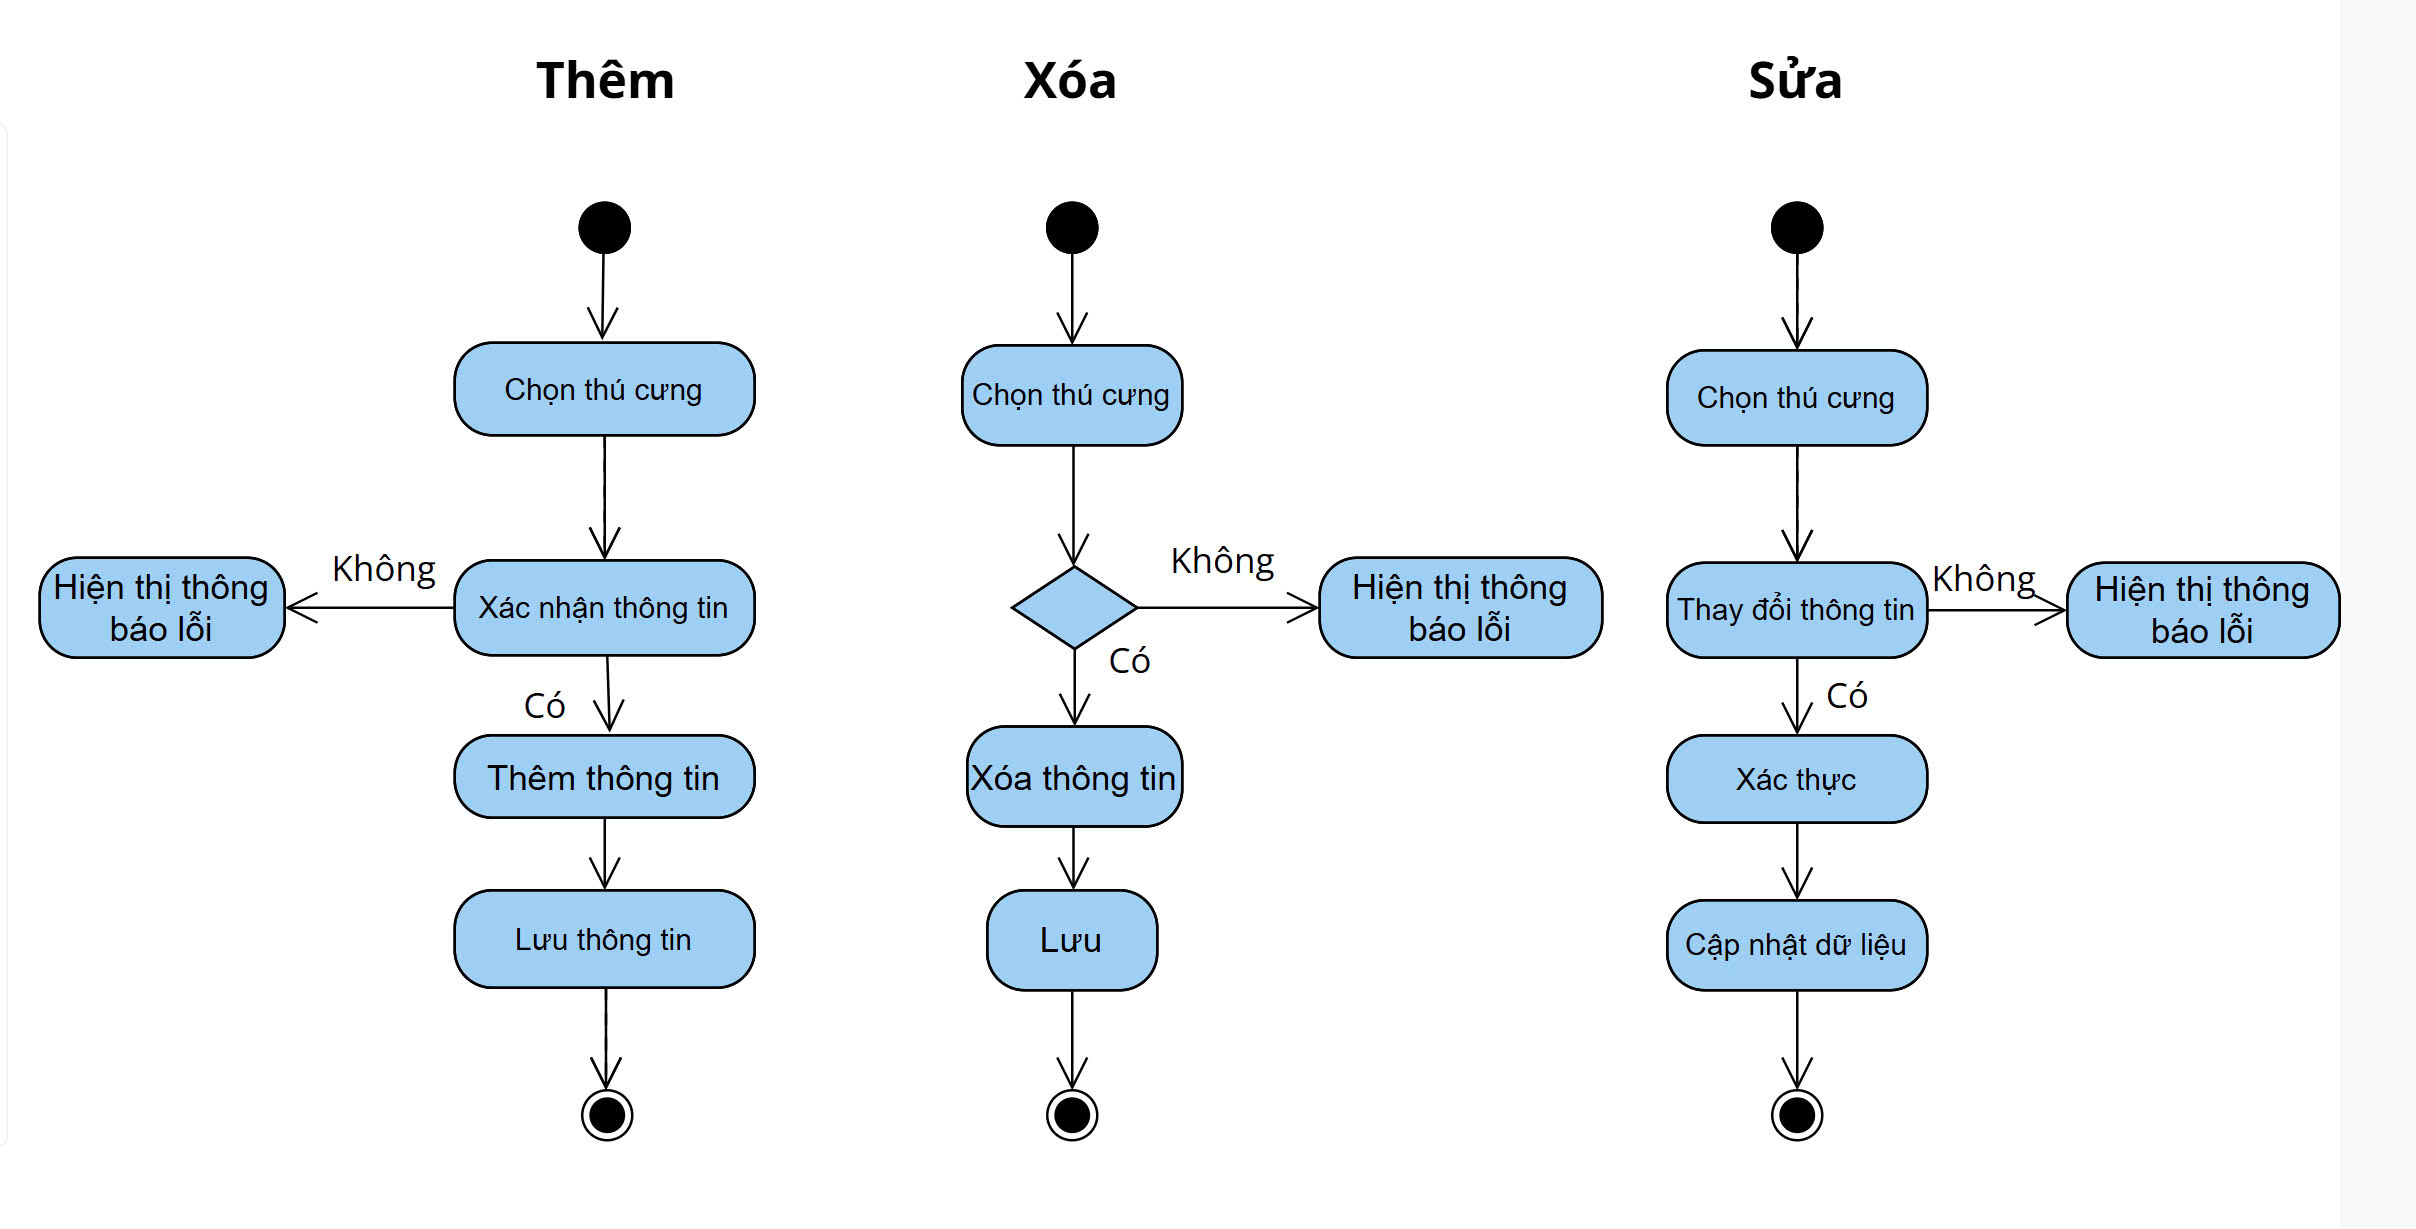 Thêm
Chọn thú cưng
Không
Hiện thị thông
báo lỗi
Xác nhận thông tin
Có
Thêm thông tin
Lưu thông tin
Xóa
Chọn thú cưng
Không
Hiện thị thông
báo lỗi
Có
Xóa thông tin
Lưu
Sửa
Chọn thú cưng
Thay đổi thông tin
Không
Hiện thị thông
báo lỗi
Có
Xác thực
Cập nhật dữ liệu